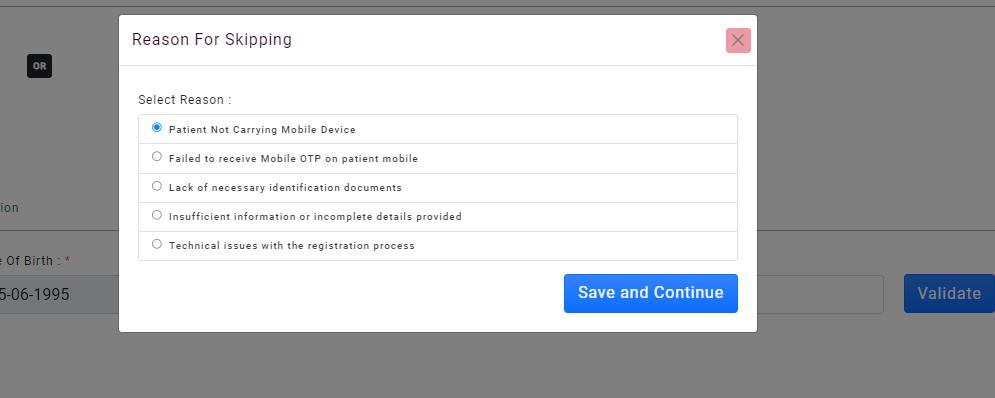 Reason For Skipping
OR
Select Reason :
Patient Not Carrying Mobile Device
Failed to receive Mobile OTP on patient mobile
Lack of necessary identification documents
Insufficient information or incomplete details provided
Technical issues with the registration process
Save and Continue
ion
e Of Birth : *
5-06-1995
Validate